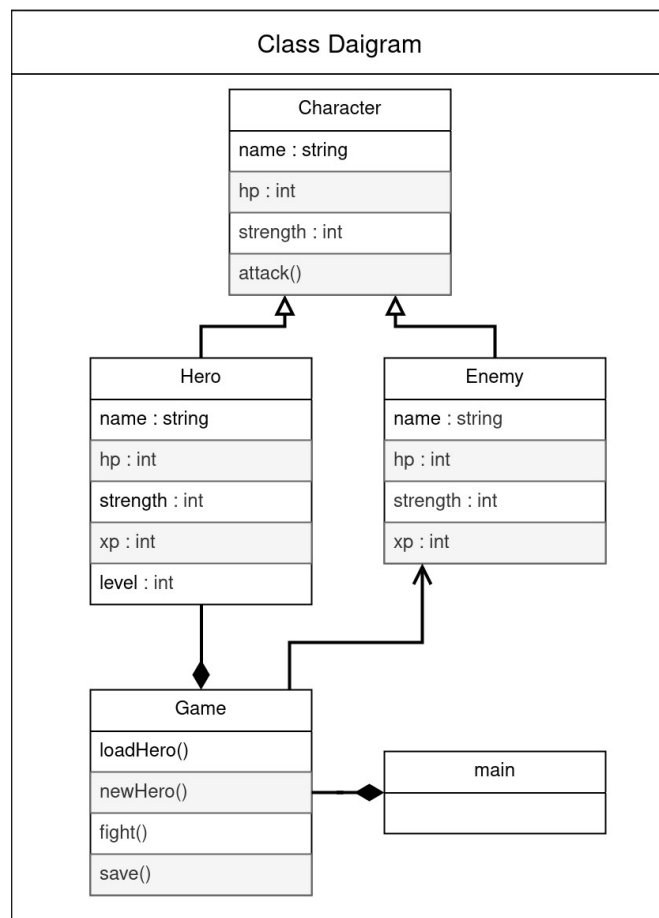 Class Daigram
Character
name : string
hp : int
strength : int
attack()
Hero
name : string
hp : int
strength : int
xp : int
level : int
Enemy
name : string
hp : int
strength : int
xp : int
Game
loadHero()
newHero()
fight()
save()
main